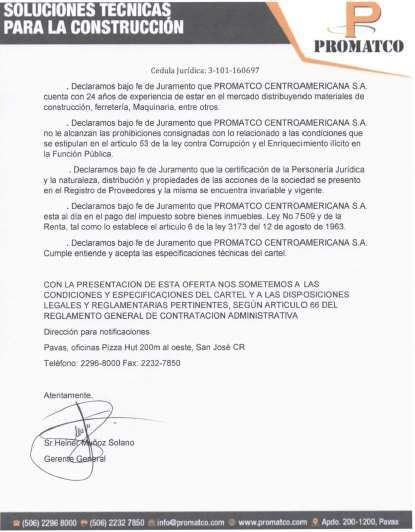 SOLUCIONES TECNICAS
PARA LA CONSTRUCCIÓN
PROMATCO
Cedula Jurídica: 3-101-160697
. Declaramos bajo fe de Juramento que PROMATCO CENTROAMERICANA S.A.
cuenta con 24 años de experiencia de estar en el mercado distribuyendo materiales de
construcción, ferretería, Maquinaria, entre otros.
. Declaramos bajo fe de Juramento que PROMATCO CENTROAMERICANA S.A.
no le alcanzan las prohibiciones consignadas con lo relacionado a las condiciones que
se estipulan en el articulo 53 de la ley contra Corrupción y el Enriquecimiento ilícito en
la Función Pública.
. Declaramos bajo fe de Juramento que la certificación de la Personería Jurídica
y la naturaleza, distribución y propiedades de las acciones de la sociedad se presento
en el Registro de Proveedores y la misma se encuentra invariable y vigente.
. Declaramos bajo fe de Juramento que PROMATCO CENTROAMERICANA S.A.
esta al día en el pago del impuesto sobre bienes inmuebles. Ley No 7509 y de la
Renta, tal como lo establece el articulo 6 de la ley 3173 del 12 de agosto de 1963.
. Declaramos bajo fe de Juramento que PROMATCO CENTROAMERICANA S.A.
Cumple entiende y acepta las especificaciones técnicas del cartel.
CON LA PRESENTACION DE ESTA OFERTA NOS SOMETEMOS A LAS
CONDICIONES Y ESPECIFICACIONES DEL CARTEL Y A LAS DISPOSICIONES
LEGALES Y REGLAMENTARIAS PERTINENTES, SEGÚN ARTICULO 66 DEL
REGLAMENTO GENERAL DE CONTRATACION ADMINISTRATIVA
Dirección para notificaciones
Pavas, oficinas Pizza Hut 200m al oeste, San José CR
Teléfono: 2296-8000 Fax: 2232-7850
Atentamente,
Sr.Heiner Muñoz Solano
Gerente General
(506) 2296 8000 (506) 2232 7850 info@promatco.com www.promatco.com Apdo. 200-1200, Pavas